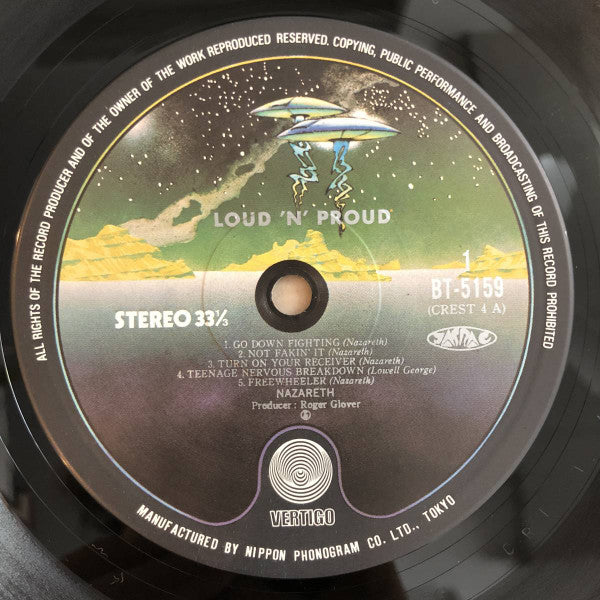 ALL RIGHTS OF THE RECORD PRODUCER AND OF THE OWNER OF THE WORK REPRODUCED RESERVED. COPYING, PUBLIC PERFORMANCE AND BROADCASTING OF THIS RECORD PROHIBITED
LOUD 'N' PROUD
1
BT-5159
(CREST 4 A)
STEREO 33⅓
1. GO DOWN FIGHTING (Nazareth)
2. NOT FAKIN' IT (Nazareth)
3. TURN ON YOUR RECEIVER (Nazareth)
4. TEENAGE NERVOUS BREAKDOWN (Lowell George)
5. FREEWHEELER (Nazareth)
NAZARETH
Producer: Roger Glover
VERTIGO
MANUFACTURED BY NIPPON PHONOGRAM CO. LTD., TOKYO